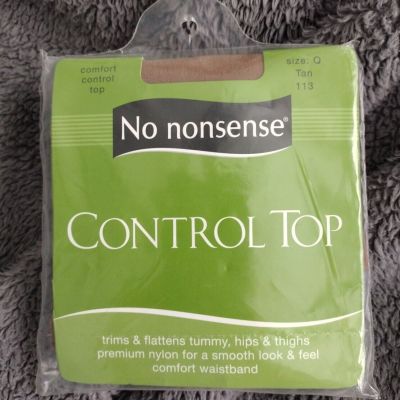 comfort
control
top
size: Q
Tan
113
No nonsense®
CONTROL TOP
trims & flattens tummy, hips & thighs
premium nylon for a smooth look & feel
comfort waistband